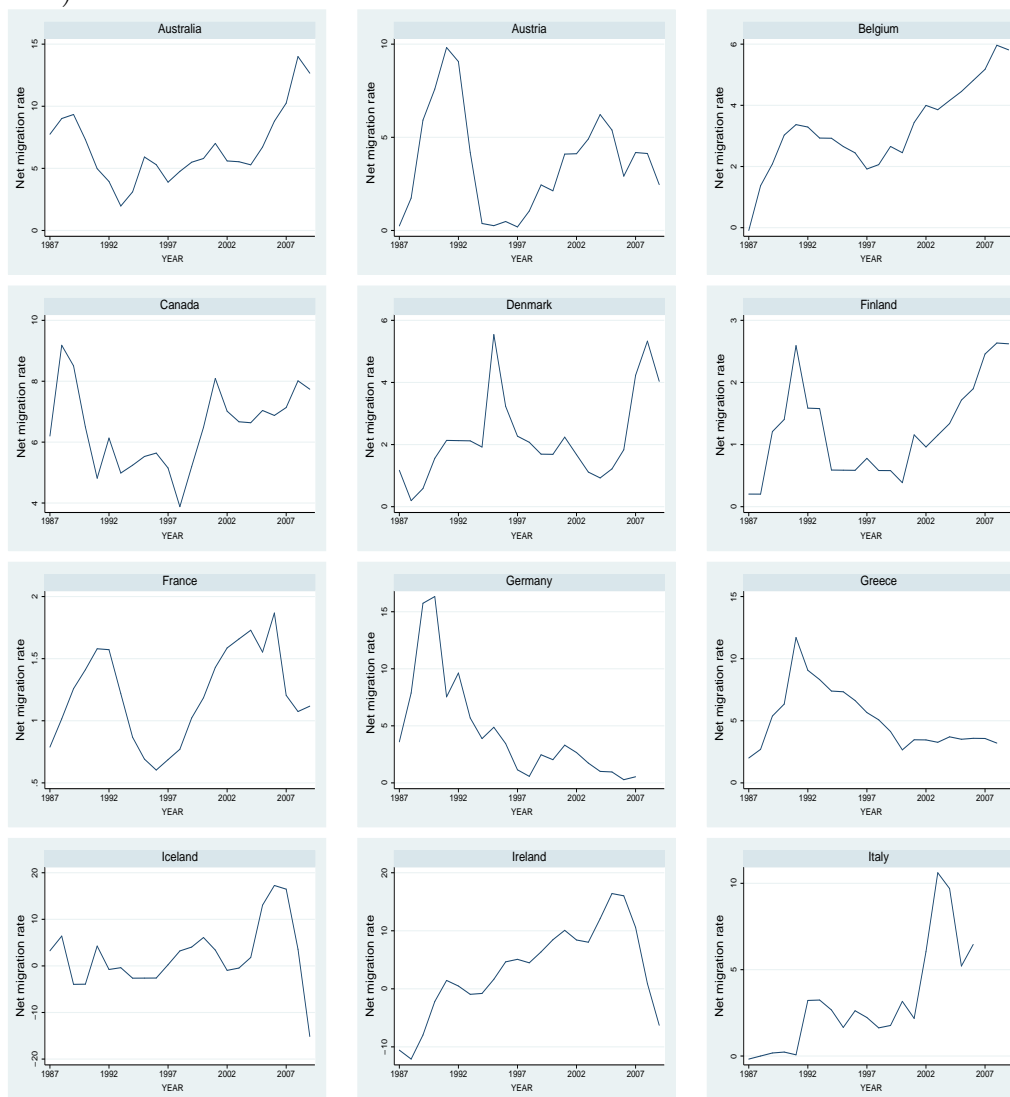 )
Australia
Net migration rate
15
10
5
0
1987 1992 1997 2002 2007
YEAR
Austria
Net migration rate
10
5
0
1987 1992 1997 2002 2007
YEAR
Belgium
Net migration rate
6
4
2
0
1987 1992 1997 2002 2007
YEAR
Canada
Net migration rate
10
8
6
4
1987 1992 1997 2002 2007
YEAR
Denmark
Net migration rate
6
4
2
0
1987 1992 1997 2002 2007
YEAR
Finland
Net migration rate
3
2
1
0
1987 1992 1997 2002 2007
YEAR
France
Net migration rate
2
1.5
1
.5
1987 1992 1997 2002 2007
YEAR
Germany
Net migration rate
15
10
5
0
1987 1992 1997 2002 2007
YEAR
Greece
Net migration rate
15
10
5
0
1987 1992 1997 2002 2007
YEAR
Iceland
Net migration rate
20
10
0
−10
−20
1987 1992 1997 2002 2007
YEAR
Ireland
Net migration rate
20
10
0
−10
1987 1992 1997 2002 2007
YEAR
Italy
Net migration rate
10
5
0
1987 1992 1997 2002 2007
YEAR